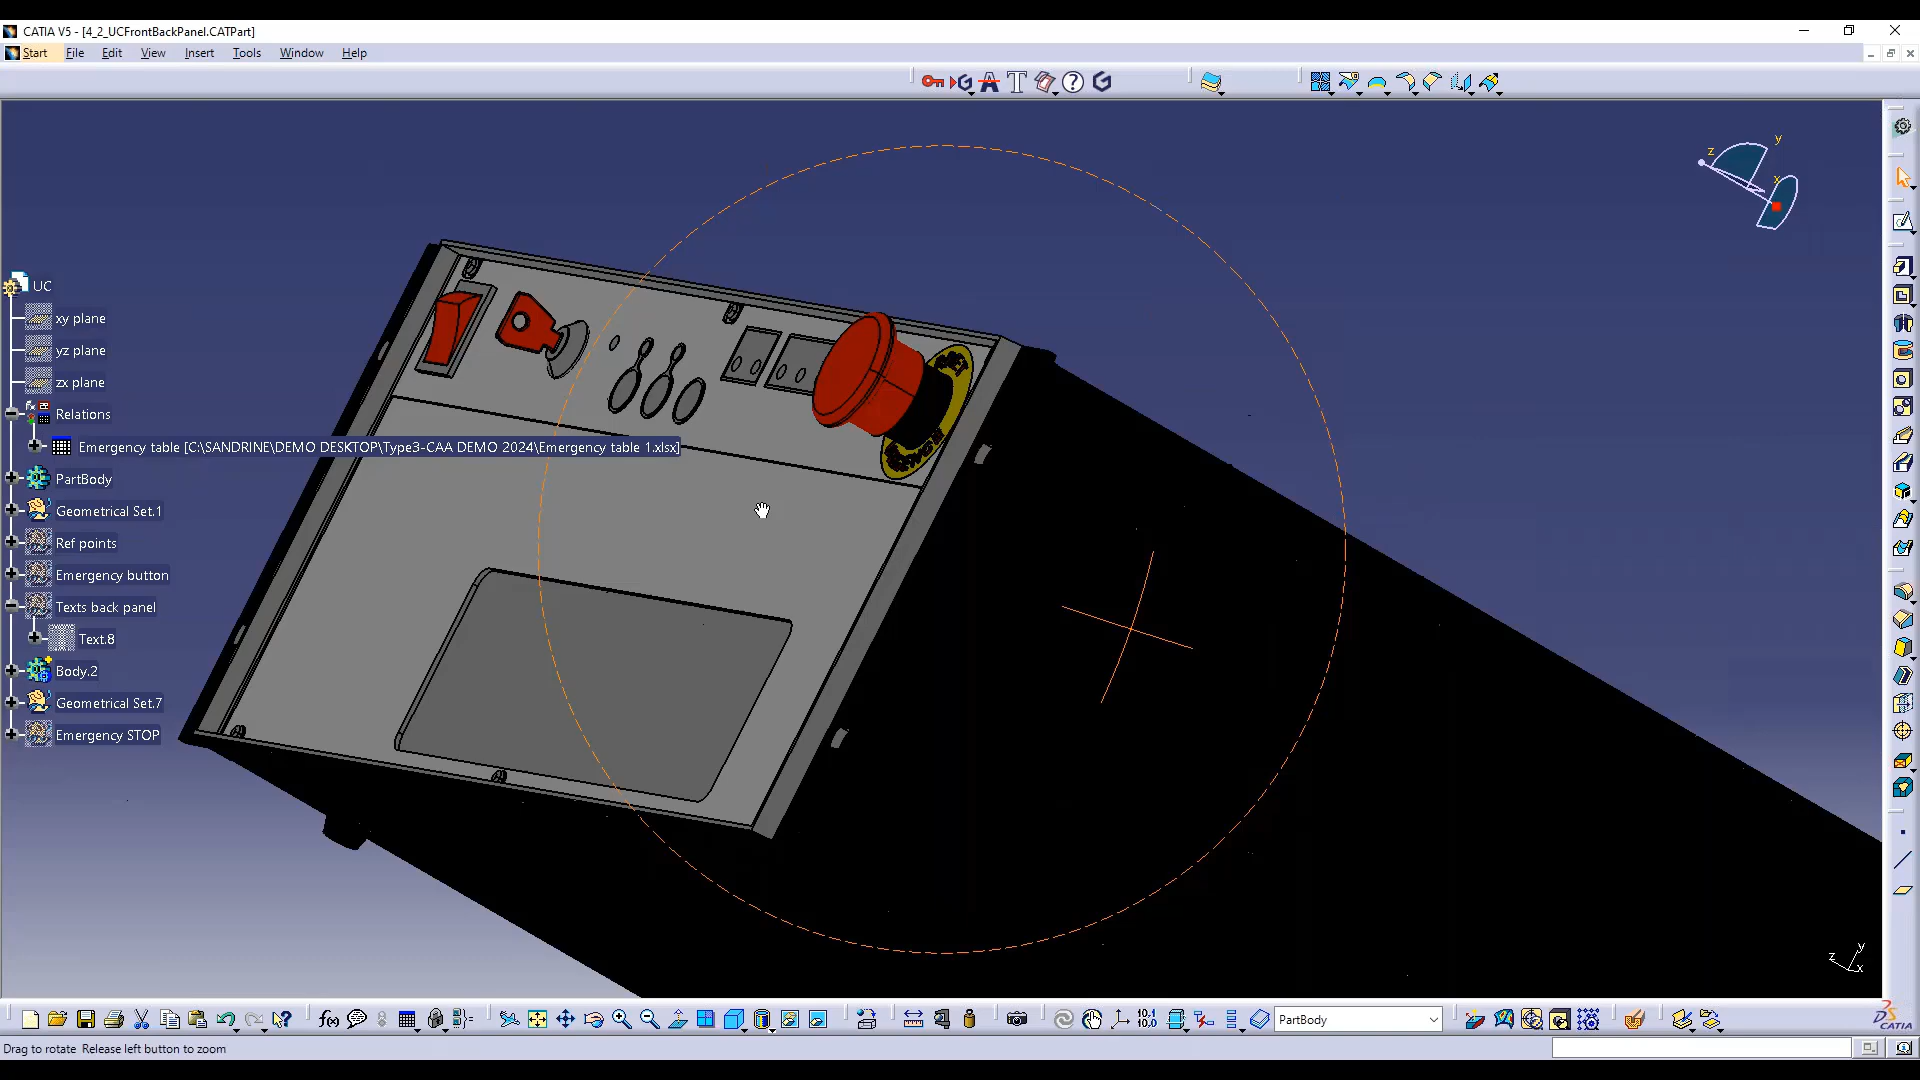 CATIA V5 - [4_2_UCFrontBackPanel.CATPart]
Start File Edit View Insert Tools Window Help
z y x
UC
xy plane
yz plane
zx plane
Relations
Emergency table [C:\SANDRINE\DEMO DESKTOP\Type3-CAA DEMO 2024\Emergency table 1.xlsx]
PartBody
Geometrical Set.1
Ref points
Emergency button
Texts back panel
Text.8
Body.2
Geometrical Set.7
Emergency STOP
y
z
x
PartBody
DS CATIA
Drag to rotate Release left button to zoom